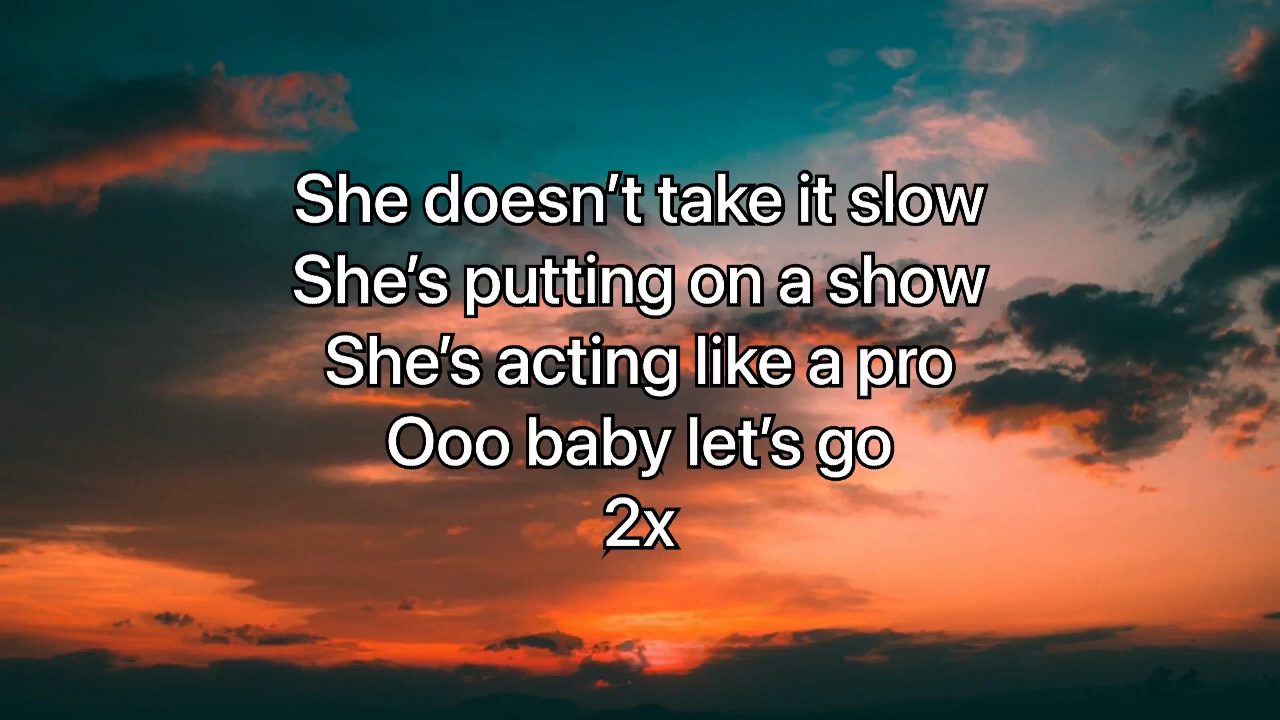 She doesn’t take it slow
She’s putting on a show
She’s acting like a pro
Ooo baby let’s go
2x